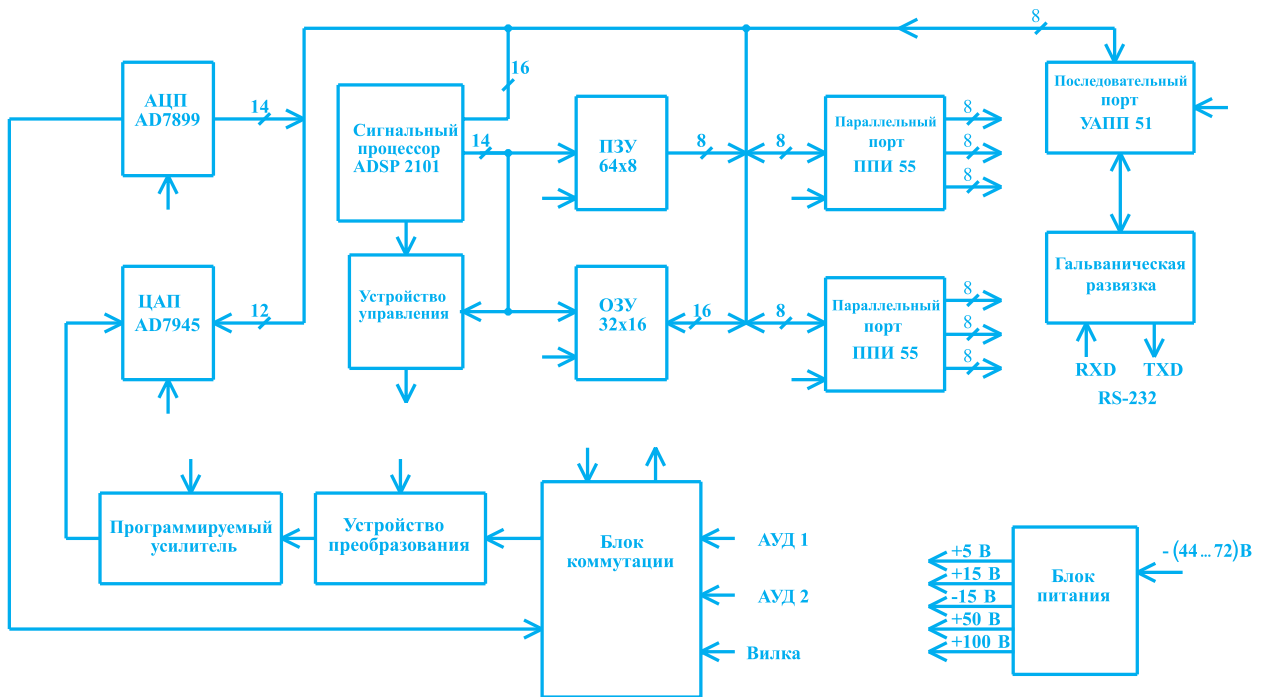 8
16
АЦП
AD7899
14
Сигнальный
процессор
ADSP 2101
14
ПЗУ
64x8
8
8
Параллельный
порт
ППИ 55
8
8
8
Последовательный
порт
УАПП 51
ЦАП
AD7945
12
Устройство
управления
ОЗУ
32x16
16
8
Параллельный
порт
ППИ 55
8
8
8
Гальваническая
развязка
RXD
TXD
RS-232
Программируемый
усилитель
Устройство
преобразования
Блок
коммутации
АУД 1
АУД 2
Вилка
+5 В
+15 В
-15 В
+50 В
+100 В
Блок
питания
- (44 ... 72)В